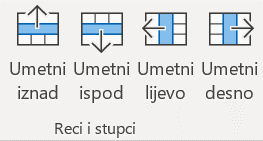 Umetni Umetni Umetni Umetni
iznad ispod lijevo desno
Reci i stupci